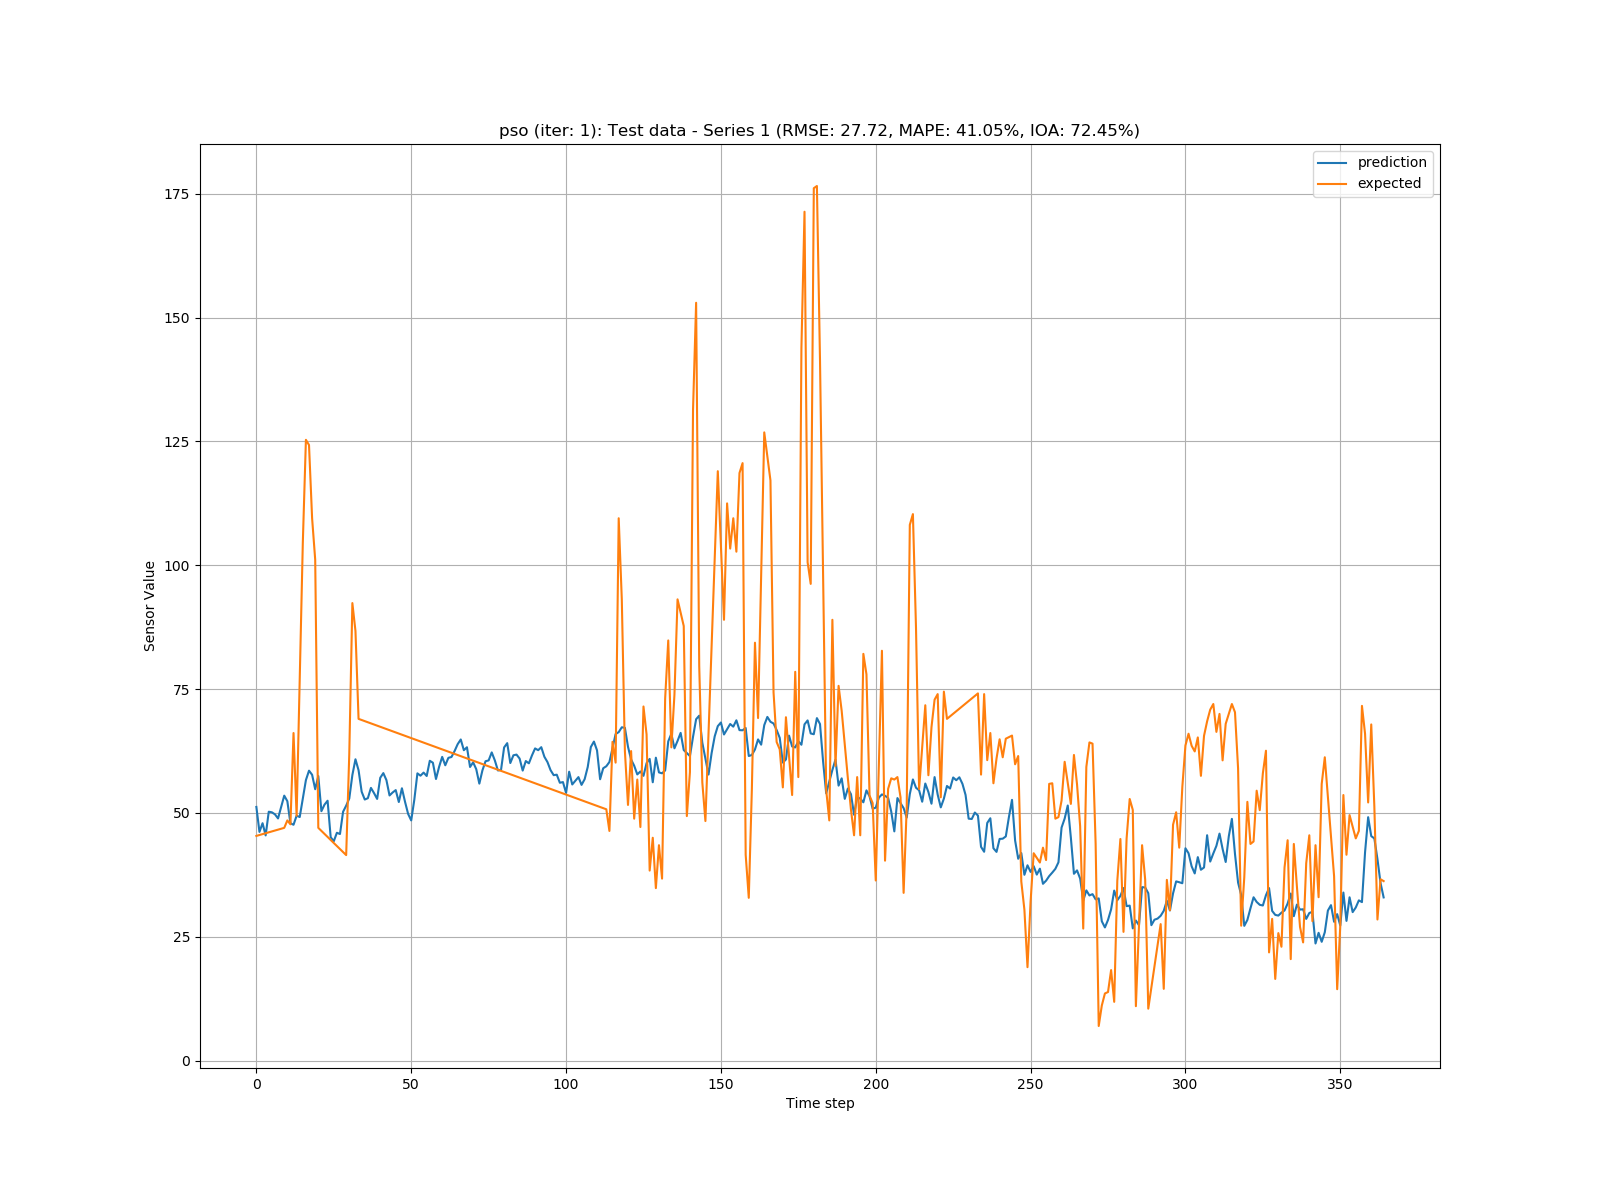 pso (iter: 1): Test data - Series 1 (RMSE: 27.72, MAPE: 41.05%, IOA: 72.45%)
prediction
expected
175
150
125
100
75
50
25
0
Sensor Value
0 50 100 150 200 250 300 350
Time step